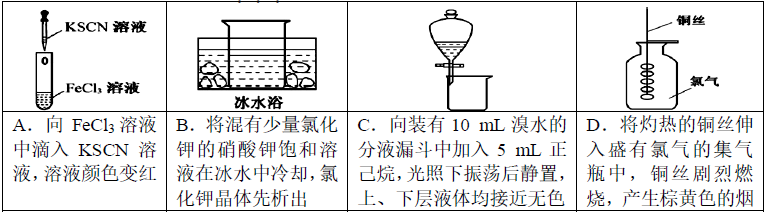 KSCN 溶液
FeCl₃ 溶液
冰水浴
铜丝
氯气
A．向 FeCl₃ 溶液
中滴入 KSCN 溶
液，溶液颜色变红
B．将混有少量氯化
钾的硝酸钾饱和溶
液在冰水中冷却，氯
化钾晶体先析出
C．向装有 10 mL 溴水的
分液漏斗中加入 5 mL 正
己烷，光照下振荡后静置，
上、下层液体均接近无色
D．将灼热的铜丝伸
入盛有氯气的集气
瓶中，铜丝剧烈燃
烧，产生棕黄色的烟